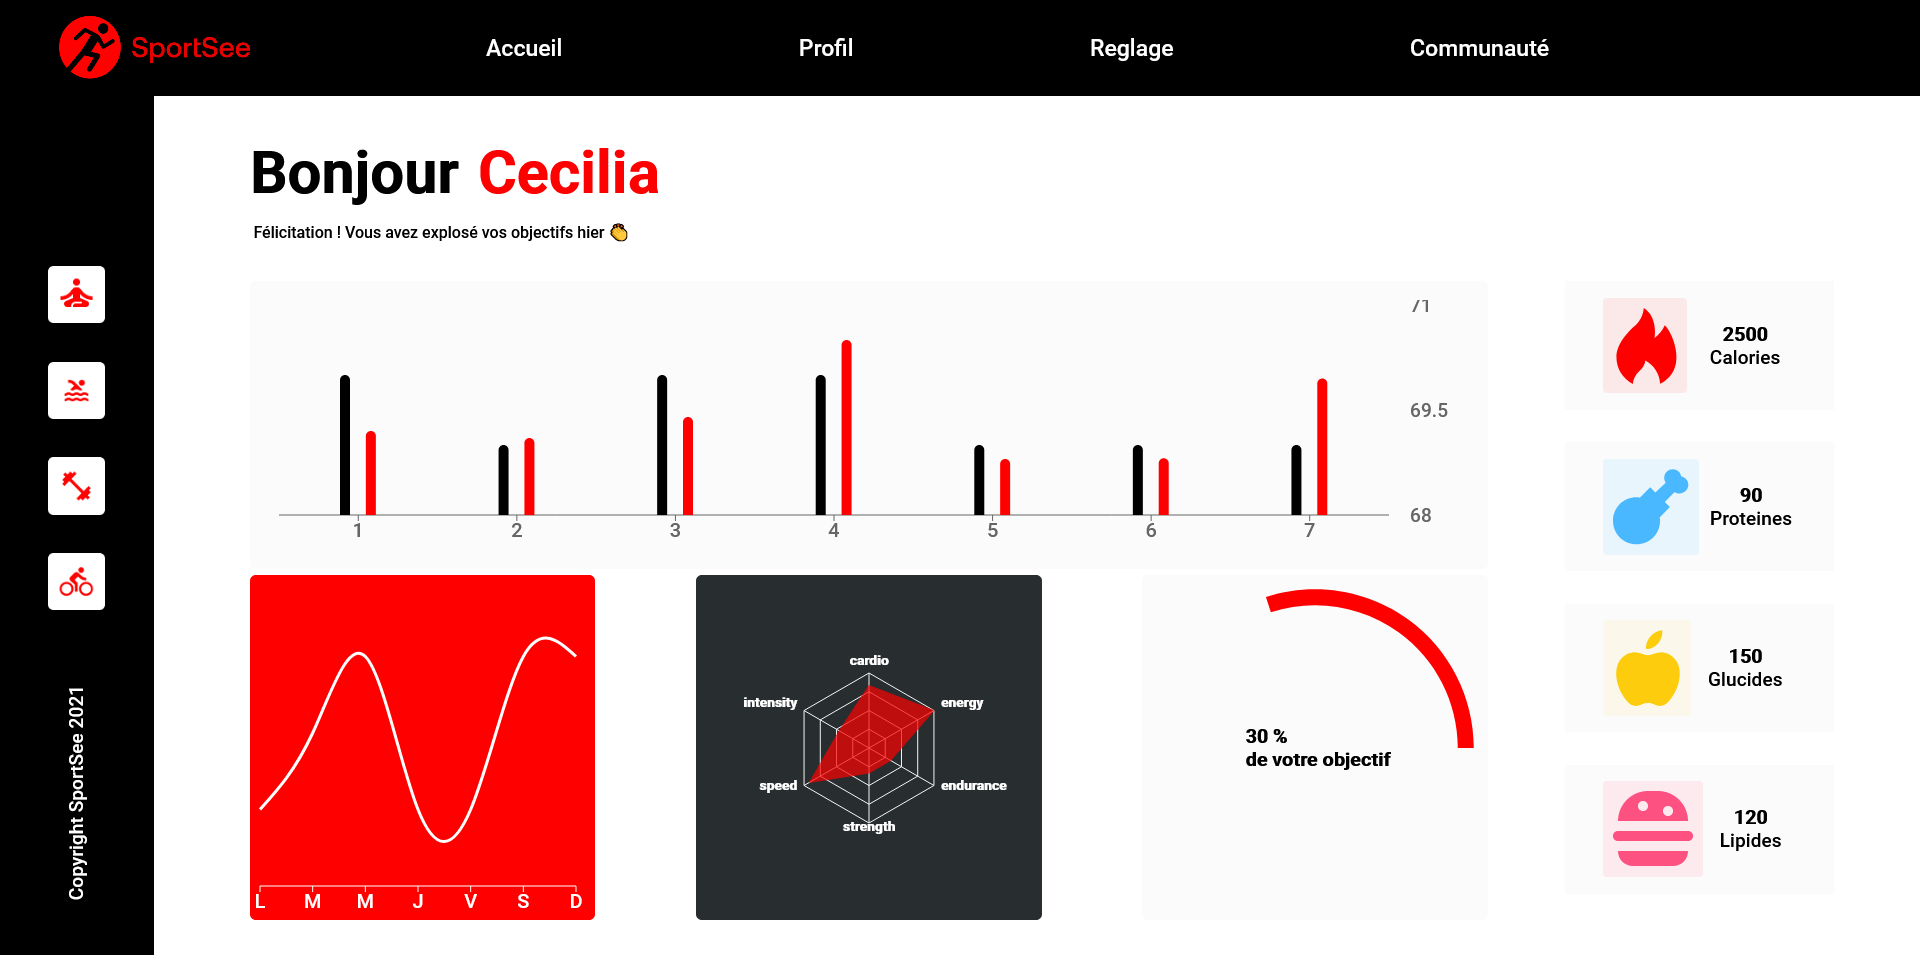 SportSee
Accueil
Profil
Reglage
Communauté
Bonjour Cecilia
Félicitation ! Vous avez explosé vos objectifs hier 👏
71
69.5
68
1 2 3 4 5 6 7
2500
Calories
90
Proteines
150
Glucides
120
Lipides
L M M J V S D
cardio
energy
endurance
strength
speed
intensity
30 %
de votre objectif
Copyright SportSee 2021